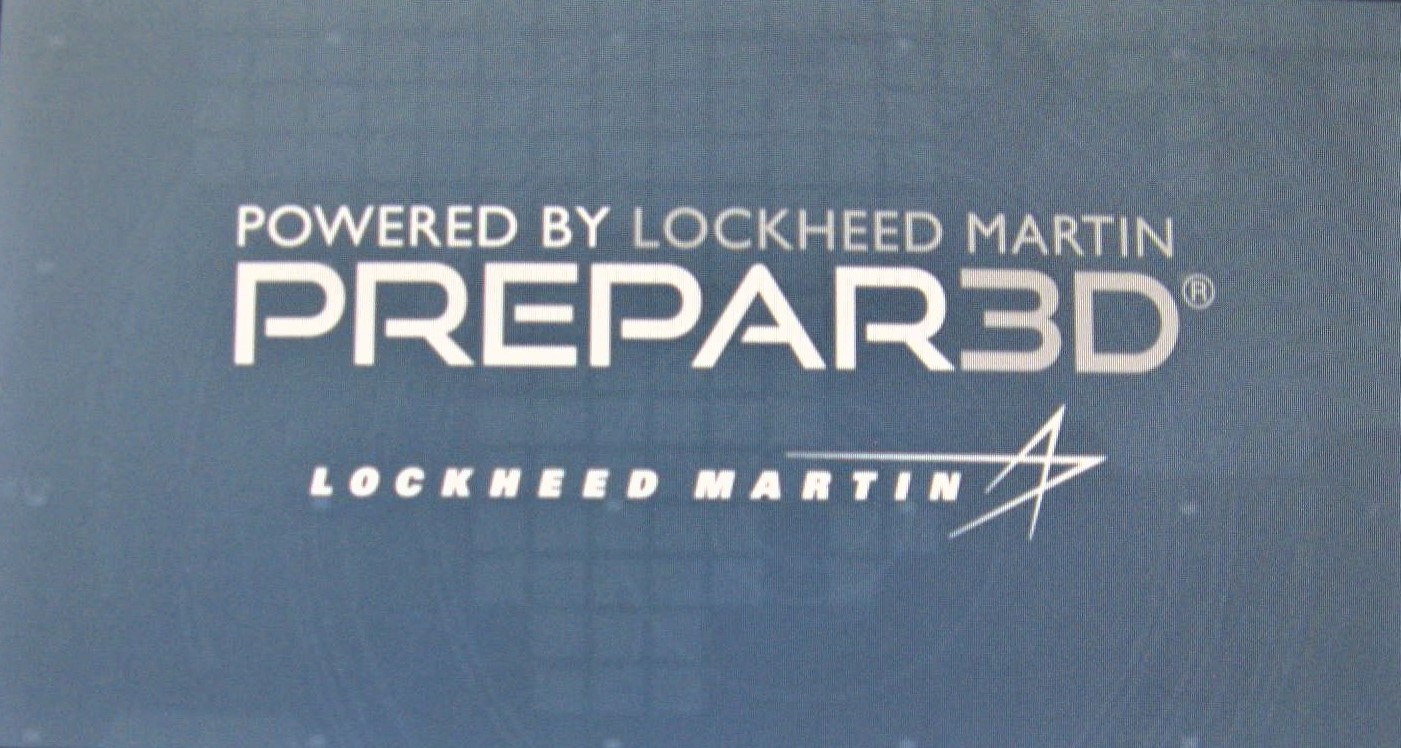 POWERED BY LOCKHEED MARTIN
PREPAR3D®
LOCKHEED MARTIN